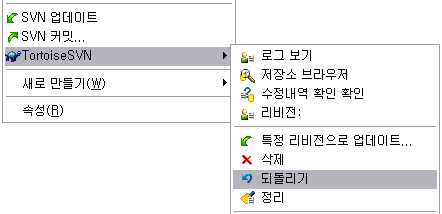 SVN 업데이트
SVN 커밋...
TortoiseSVN
새로 만들기(W)
속성(R)
로그 보기
저장소 브라우저
수정내역 확인 확인
리비전:
특정 리비전으로 업데이트...
삭제
되돌리기
정리